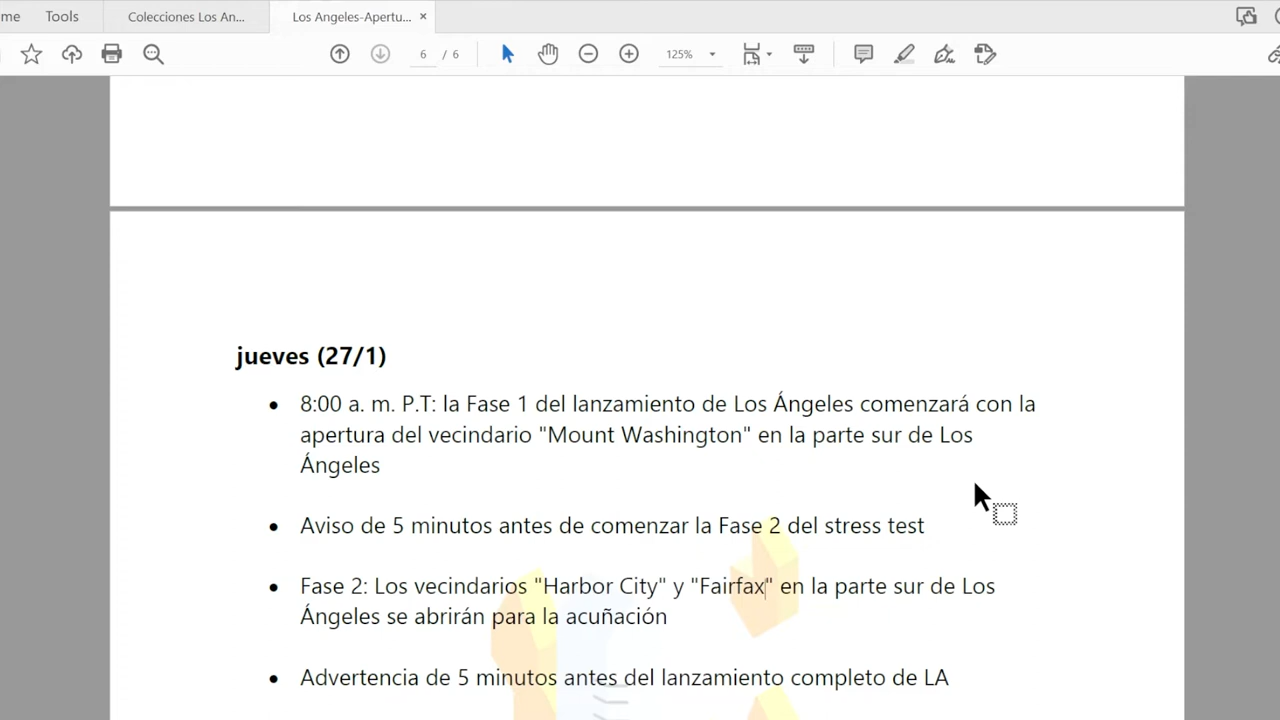 me Tools Colecciones Los An... Los Angeles-Apertu... ×
6 / 6 125%
jueves (27/1)
• 8:00 a. m. P.T: la Fase 1 del lanzamiento de Los Ángeles comenzará con la
apertura del vecindario "Mount Washington" en la parte sur de Los
Ángeles
• Aviso de 5 minutos antes de comenzar la Fase 2 del stress test
• Fase 2: Los vecindarios "Harbor City" y "Fairfax" en la parte sur de Los
Ángeles se abrirán para la acuñación
• Advertencia de 5 minutos antes del lanzamiento completo de LA